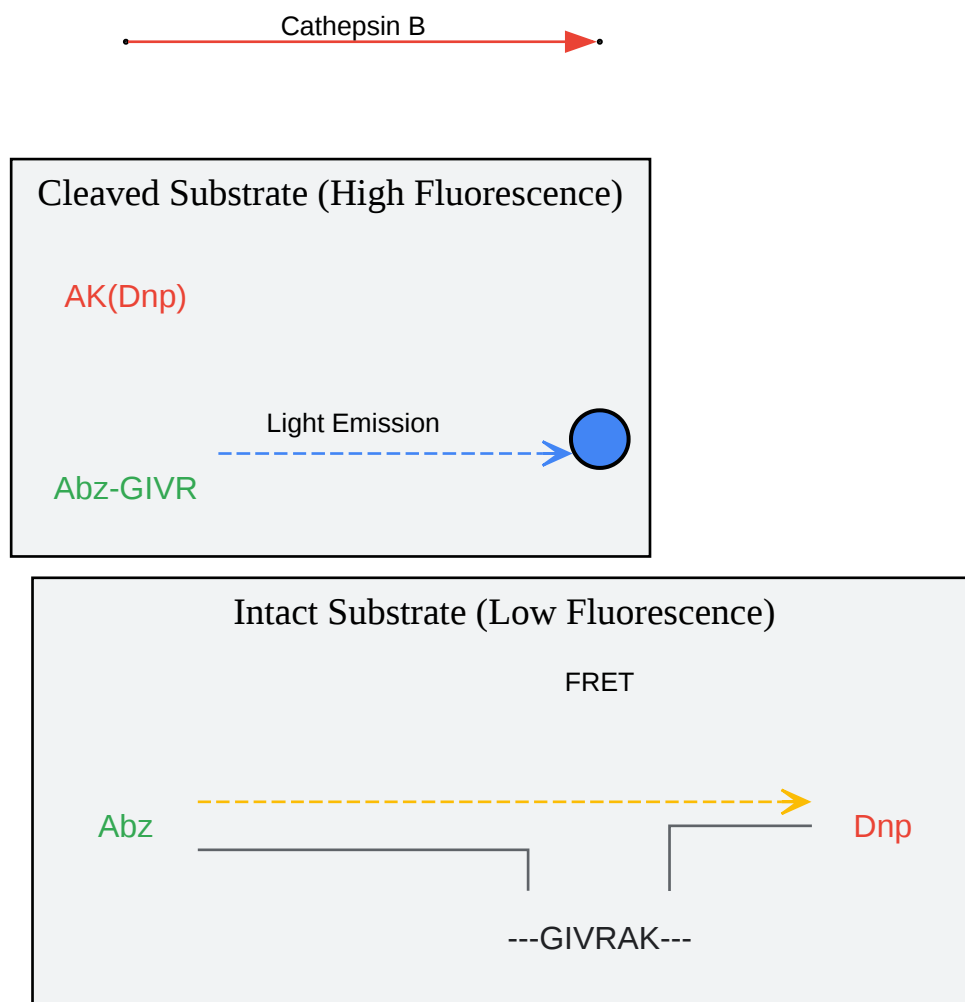 Cathepsin B
Cleaved Substrate (High Fluorescence)
AK(Dnp)
Light Emission
Abz-GIVR
Intact Substrate (Low Fluorescence)
FRET
Abz
Dnp
---GIVRAK---